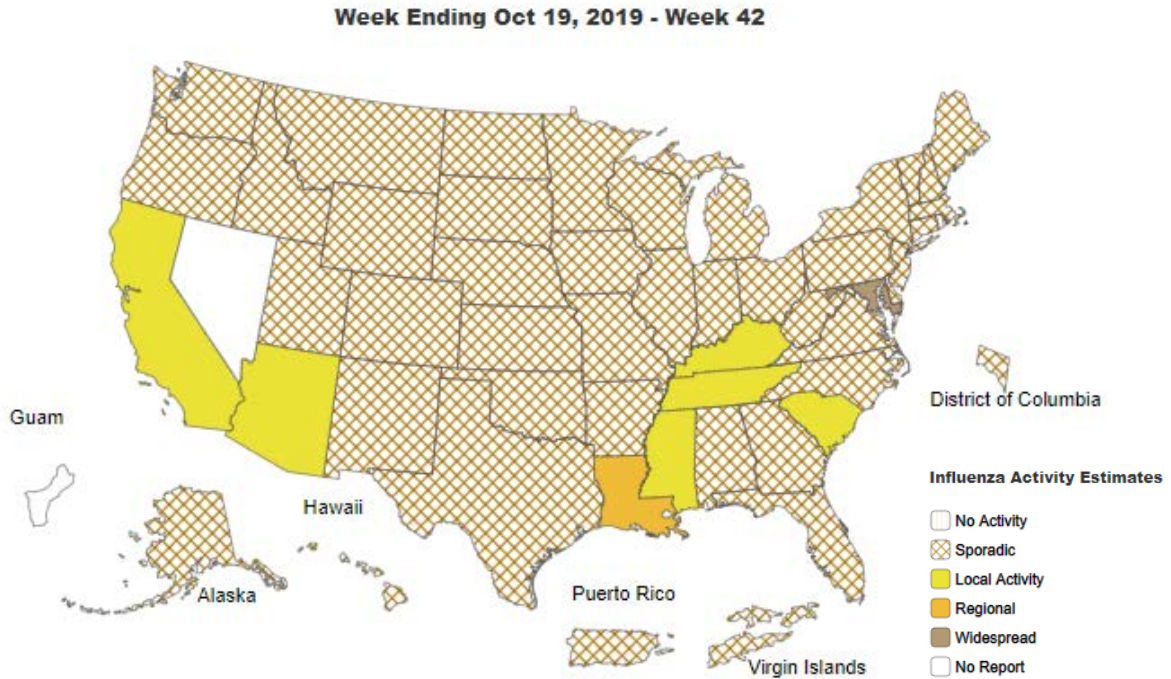 Week Ending Oct 19, 2019 - Week 42
Guam
Alaska
Hawaii
Puerto Rico
Virgin Islands
District of Columbia
Influenza Activity Estimates
No Activity
Sporadic
Local Activity
Regional
Widespread
No Report